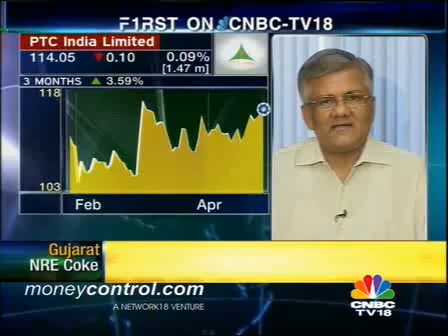 F1RST ON CNBC-TV18
PTC India Limited
114.05 ▼ 0.10 0.09%
[1.47 m]
3 MONTHS ▲ 3.59%
118
103
Feb Apr
Gujarat
NRE Coke
moneycontrol.com
A NETWORK18 VENTURE
CNBC
TV18